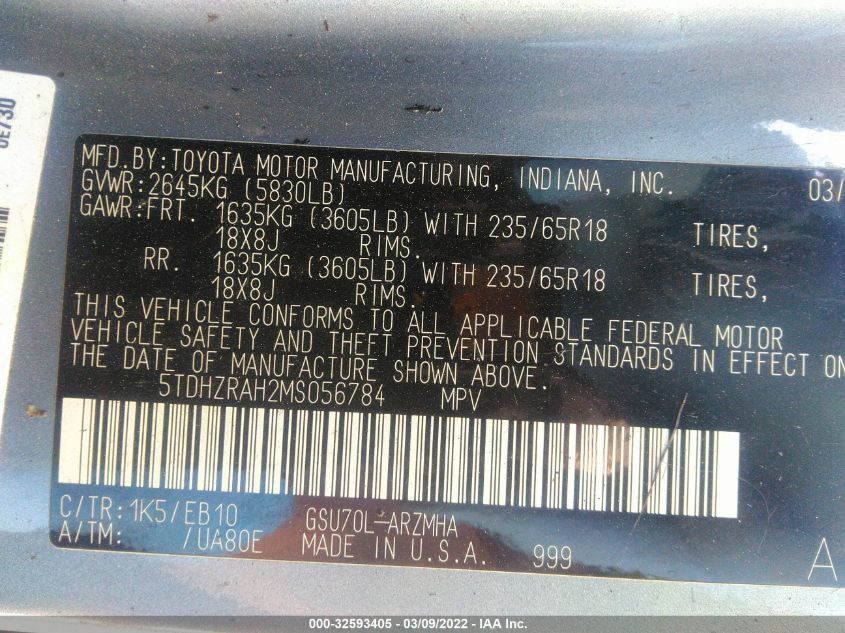 0E730
MFD.BY:TOYOTA MOTOR MANUFACTURING, INDIANA, INC. 03/
GVWR:2645KG (5830LB)
GAWR:FRT. 1635KG (3605LB) WITH 235/65R18 TIRES,
18X8J RIMS.
RR. 1635KG (3605LB) WITH 235/65R18 TIRES,
18X8J RIMS.
THIS VEHICLE CONFORMS TO ALL APPLICABLE FEDERAL MOTOR
VEHICLE SAFETY AND THEFT PREVENTION STANDARDS IN EFFECT ON
THE DATE OF MANUFACTURE SHOWN ABOVE.
5TDHZRAH2MS056784 MPV
C/TR:1K5/EB10 GSU70L-ARZMHA
A/TM: /UA80E MADE IN U.S.A. 999 A
000-32593405 - 03/09/2022 - IAA Inc.